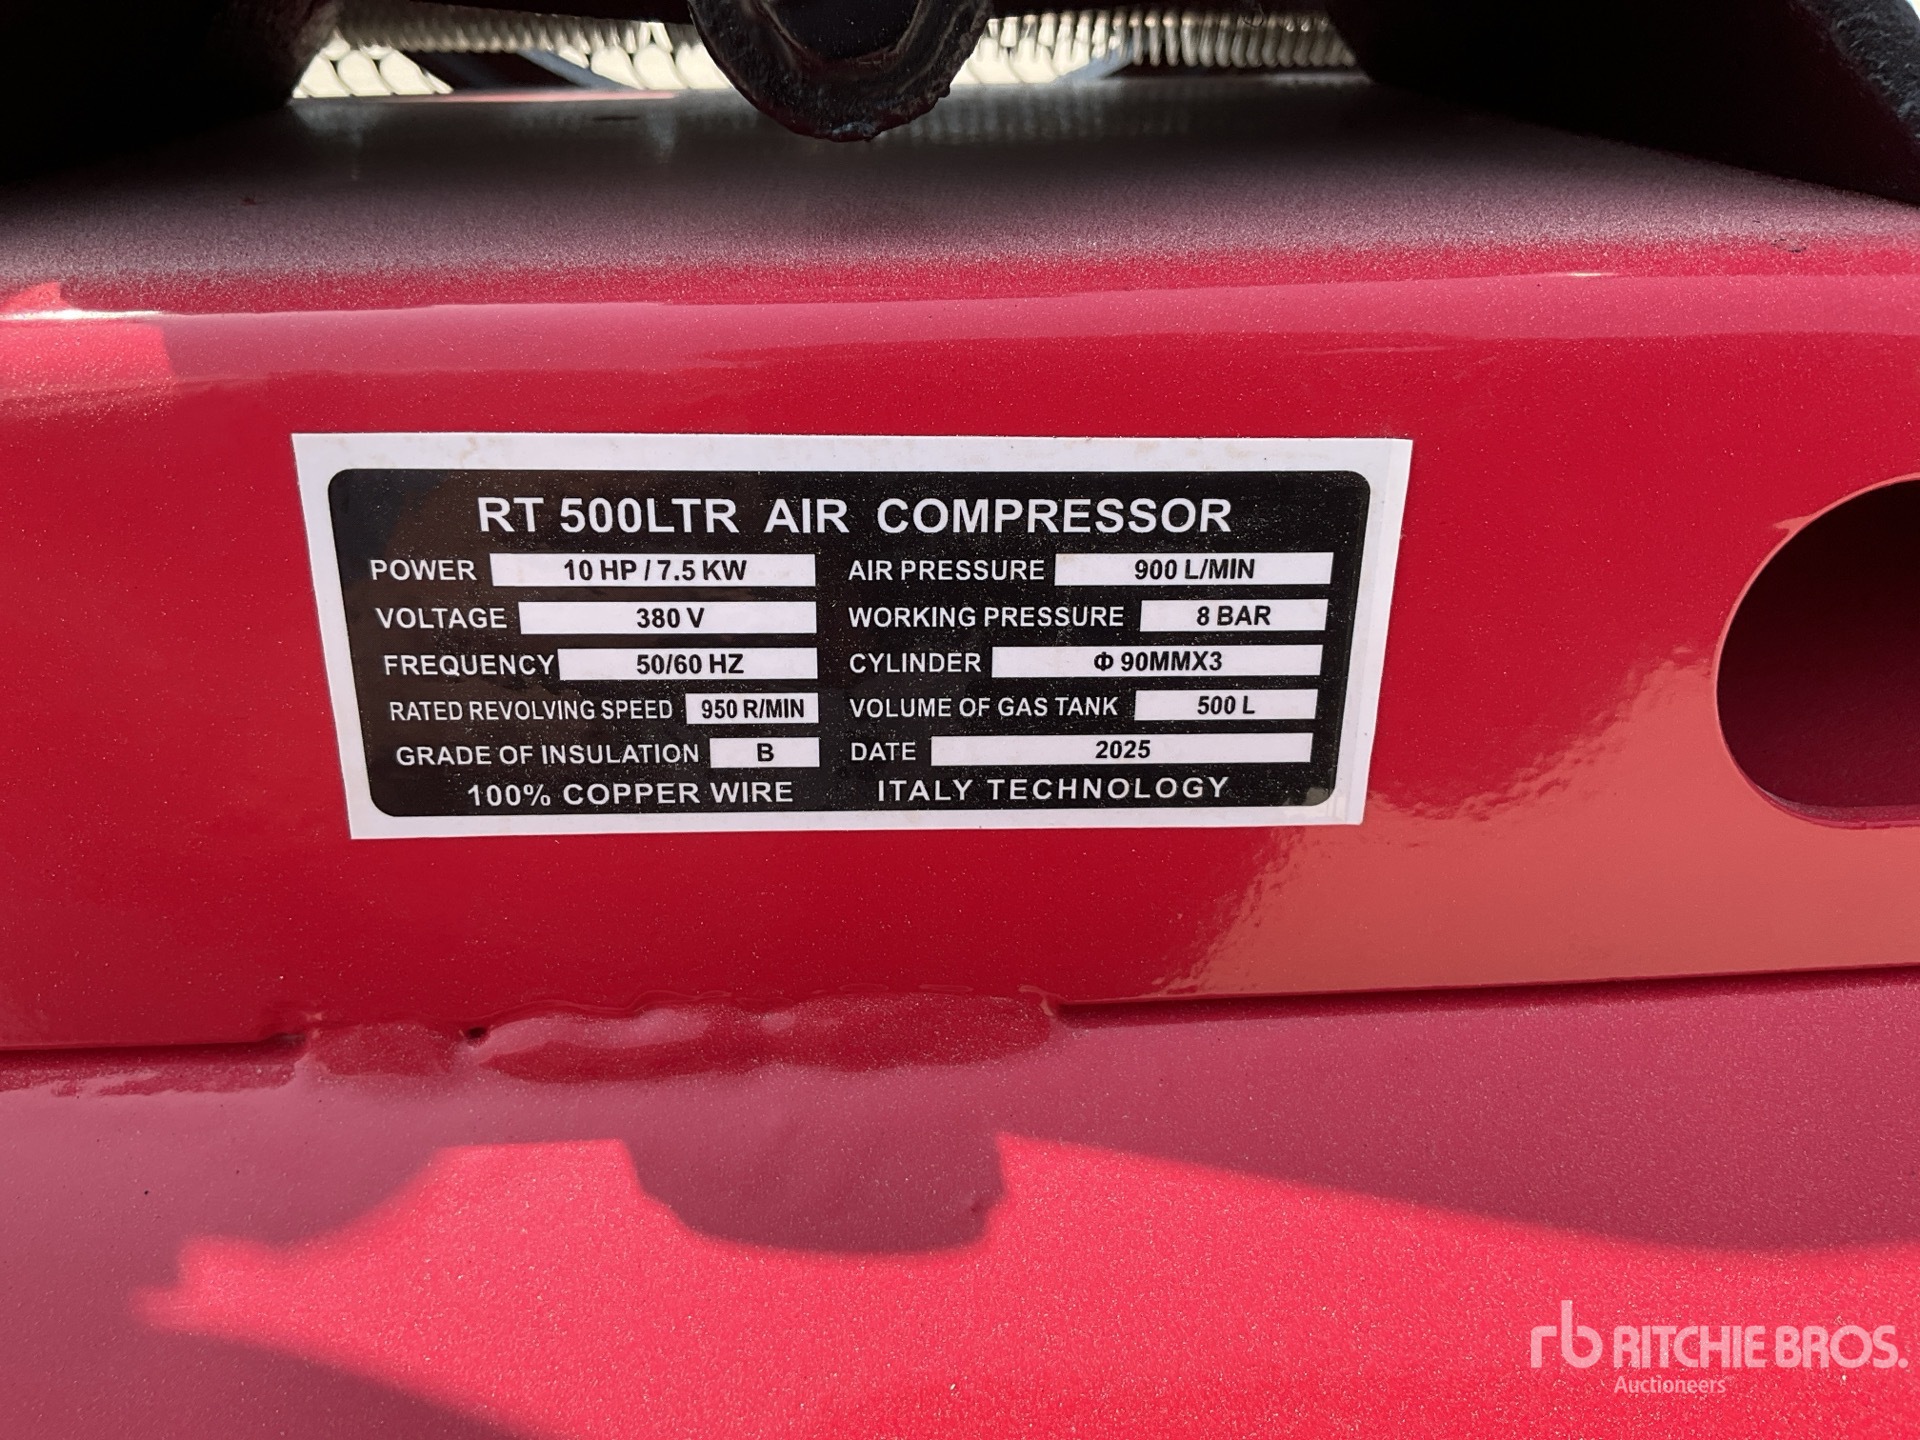 RT 500LTR AIR COMPRESSOR
POWER 10 HP / 7.5 KW
VOLTAGE 380 V
FREQUENCY 50/60 HZ
RATED REVOLVING SPEED 950 R/MIN
GRADE OF INSULATION B
100% COPPER WIRE
AIR PRESSURE 900 L/MIN
WORKING PRESSURE 8 BAR
CYLINDER Φ 90MMX3
VOLUME OF GAS TANK 500 L
DATE 2025
ITALY TECHNOLOGY
rb RITCHIE BROS.
Auctioneers